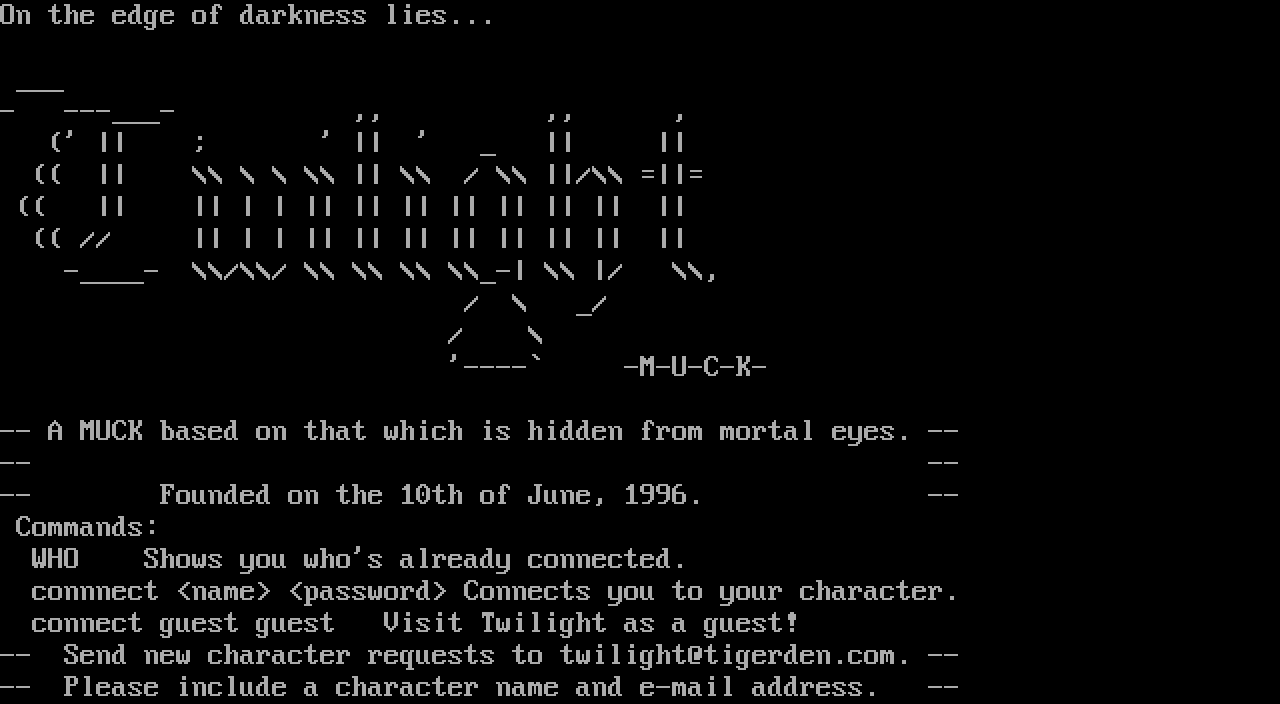 On the edge of darkness lies...
Twilight
-M-U-C-K-
-- A MUCK based on that which is hidden from mortal eyes. --
-- --
-- Founded on the 10th of June, 1996. --
Commands:
WHO Shows you who's already connected.
connnect <name> <password> Connects you to your character.
connect guest guest Visit Twilight as a guest!
-- Send new character requests to twilight@tigerden.com. --
-- Please include a character name and e-mail address. --